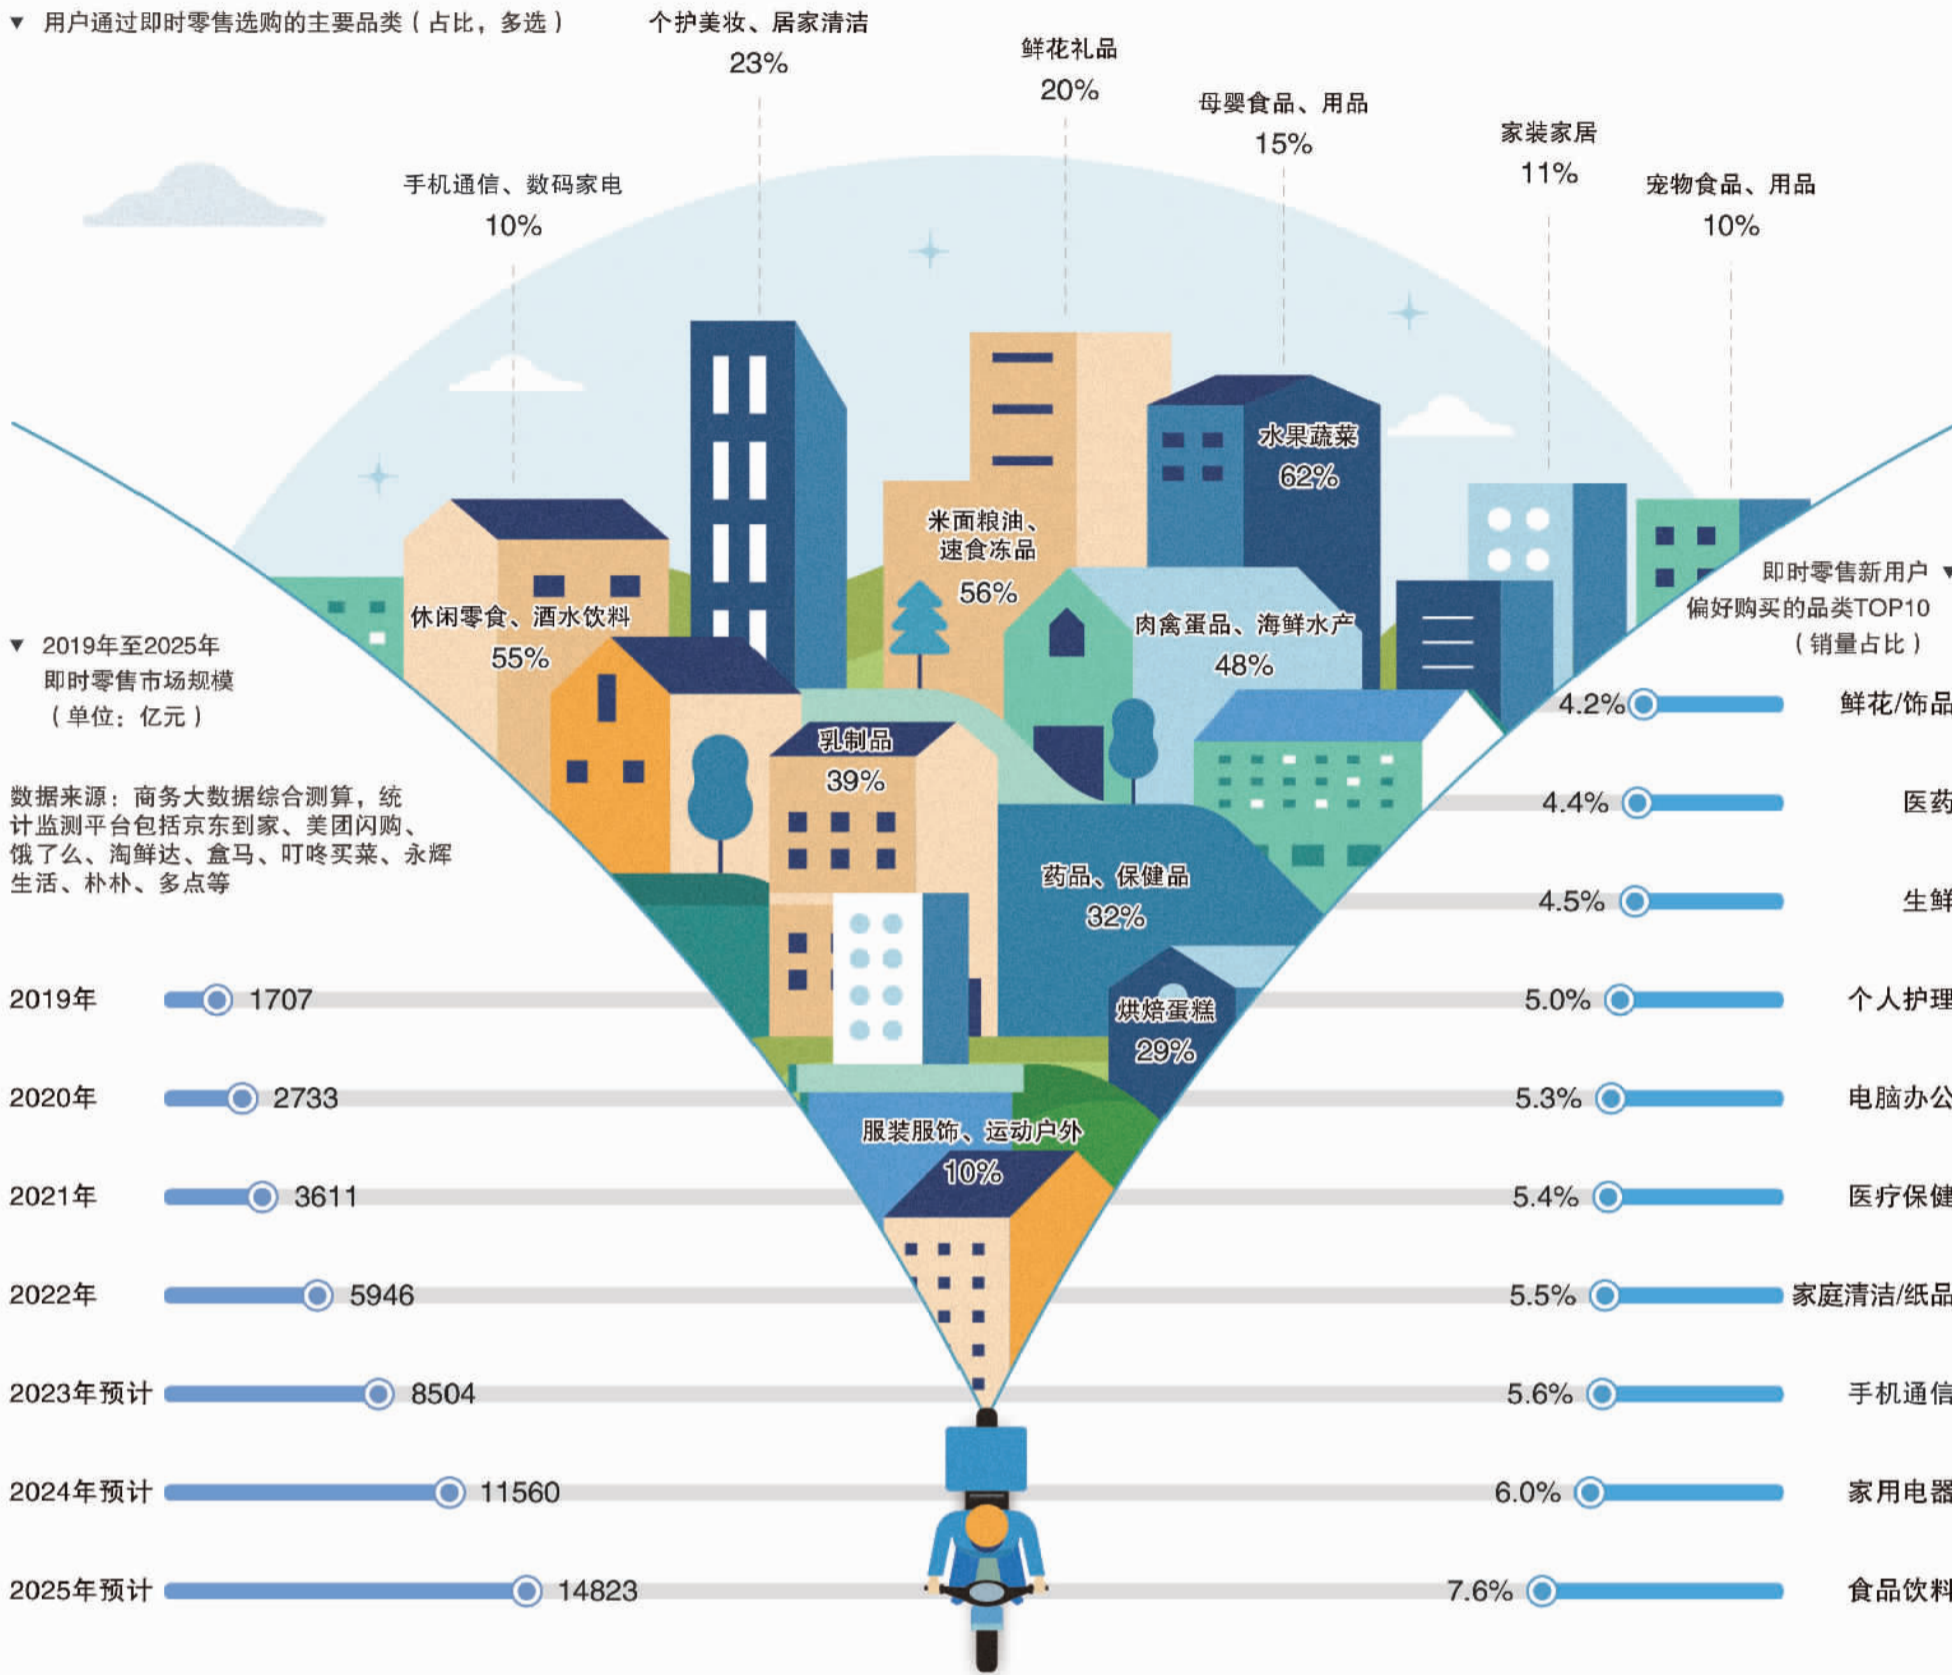 ▼ 用户通过即时零售选购的主要品类（占比，多选）
个护美妆、居家清洁
23%
鲜花礼品
20%
母婴食品、用品
15%
家装家居
11%
宠物食品、用品
10%
手机通信、数码家电
10%
水果蔬菜
62%
米面粮油、
速食冻品
56%
休闲零食、酒水饮料
55%
肉禽蛋品、海鲜水产
48%
乳制品
39%
药品、保健品
32%
烘焙蛋糕
29%
服装服饰、运动户外
10%
▼ 2019年至2025年
即时零售市场规模
（单位：亿元）
数据来源：商务大数据综合测算，统
计监测平台包括京东到家、美团闪购、
饿了么、淘鲜达、盒马、叮咚买菜、永辉
生活、朴朴、多点等
2019年 1707
2020年 2733
2021年 3611
2022年 5946
2023年预计 8504
2024年预计 11560
2025年预计 14823
即时零售新用户 ▼
偏好购买的品类TOP10
（销量占比）
4.2% 鲜花/饰品
4.4% 医药
4.5% 生鲜
5.0% 个人护理
5.3% 电脑办公
5.4% 医疗保健
5.5% 家庭清洁/纸品
5.6% 手机通信
6.0% 家用电器
7.6% 食品饮料